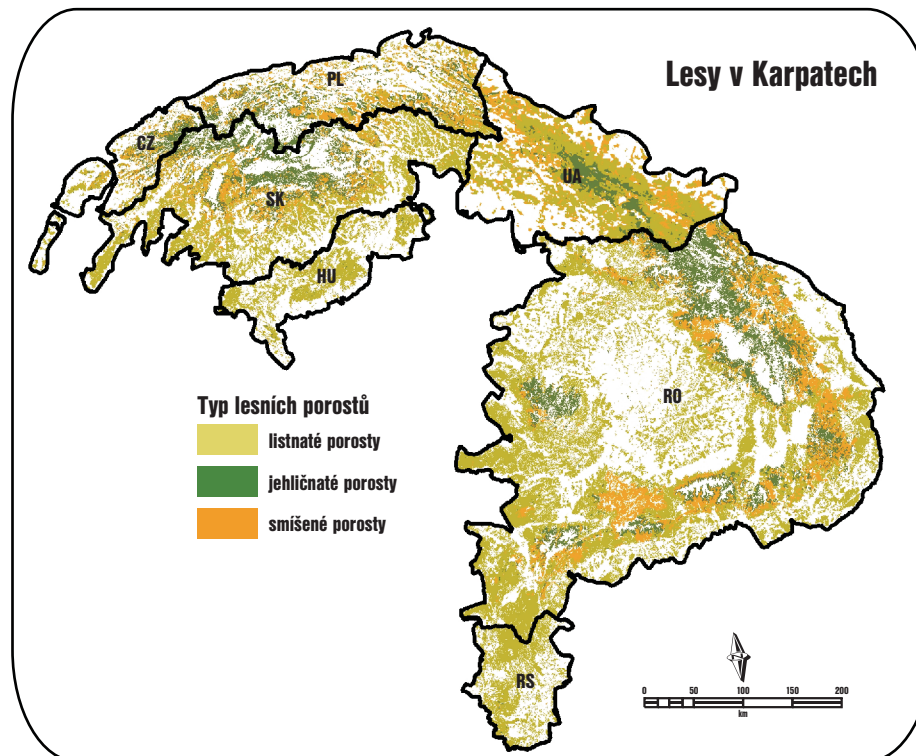 Lesy v Karpatech
PL
CZ
SK
UA
HU
RO
RS
Typ lesních porostů
listnaté porosty
jehličnaté porosty
smíšené porosty
0 50 100 150 200
km